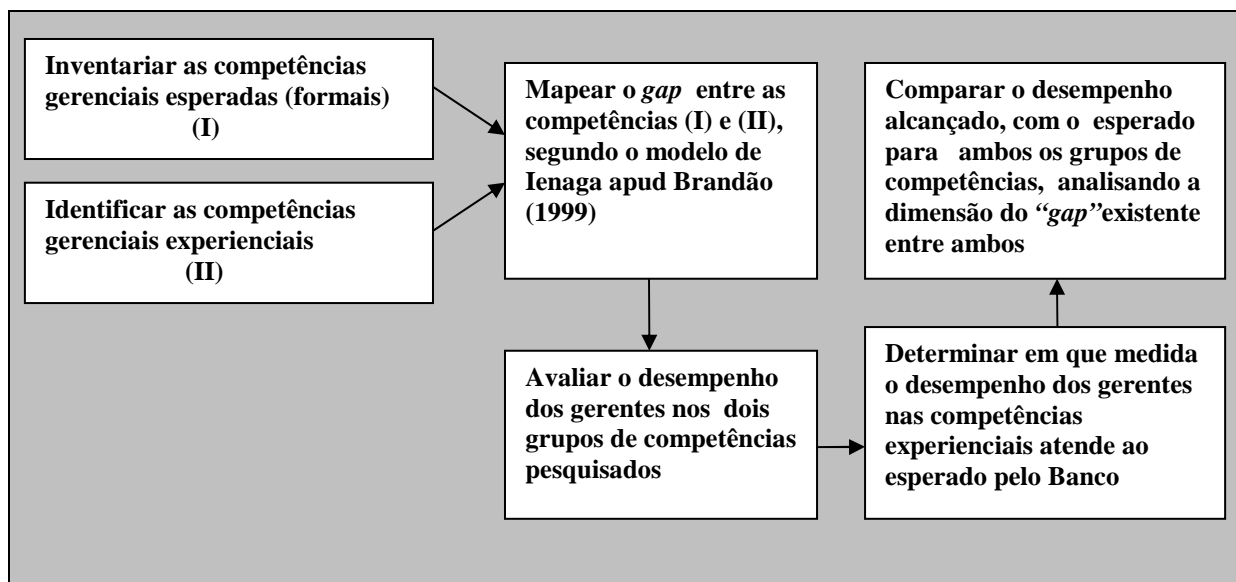 Inventariar as competências
gerenciais esperadas (formais)
(I)
Identificar as competências
gerenciais experienciais
(II)
Mapear o gap entre as
competências (I) e (II),
segundo o modelo de
Ienaga apud Brandão
(1999)
Avaliar o desempenho
dos gerentes nos dois
grupos de competências
pesquisados
Determinar em que medida
o desempenho dos gerentes
nas competências
experienciais atende ao
esperado pelo Banco
Comparar o desempenho
alcançado, com o esperado
para ambos os grupos de
competências, analisando a
dimensão do “gap”existente
entre ambos